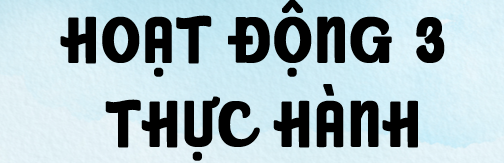 HOẠT ĐỘNG 3
THỰC HÀNH